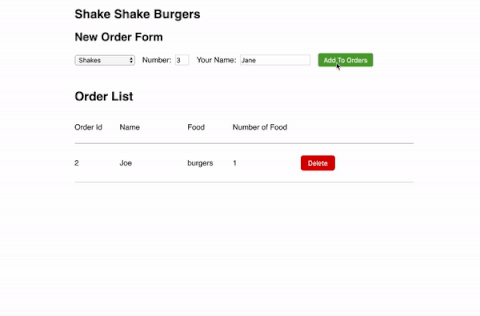 Shake Shake Burgers
New Order Form
Shakes Number: 3 Your Name: Jane Add To Orders
Order List
Order Id Name Food Number of Food
2 Joe burgers 1 Delete